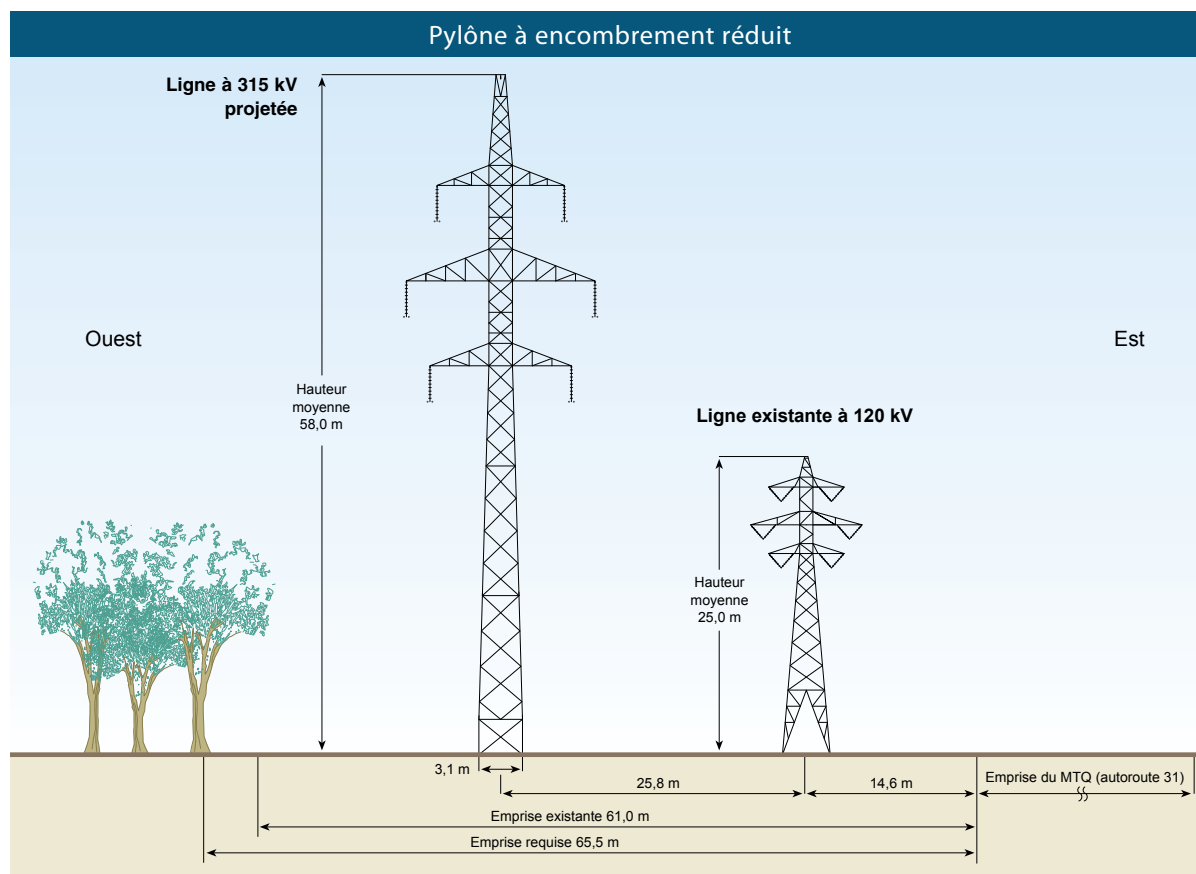 Pylône à encombrement réduit
Ligne à 315 kV
projetée
Ouest
Est
Hauteur
moyenne
58,0 m
Ligne existante à 120 kV
Hauteur
moyenne
25,0 m
3,1 m
25,8 m
14,6 m
Emprise du MTQ (autoroute 31)
Emprise existante 61,0 m
Emprise requise 65,5 m